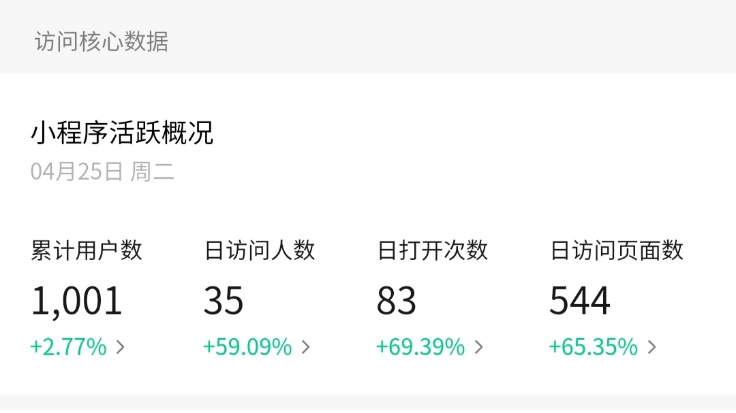 访问核心数据
小程序活跃概况
04月25日 周二
累计用户数 日访问人数 日打开次数 日访问页面数
1,001 35 83 544
+2.77% +59.09% +69.39% +65.35%